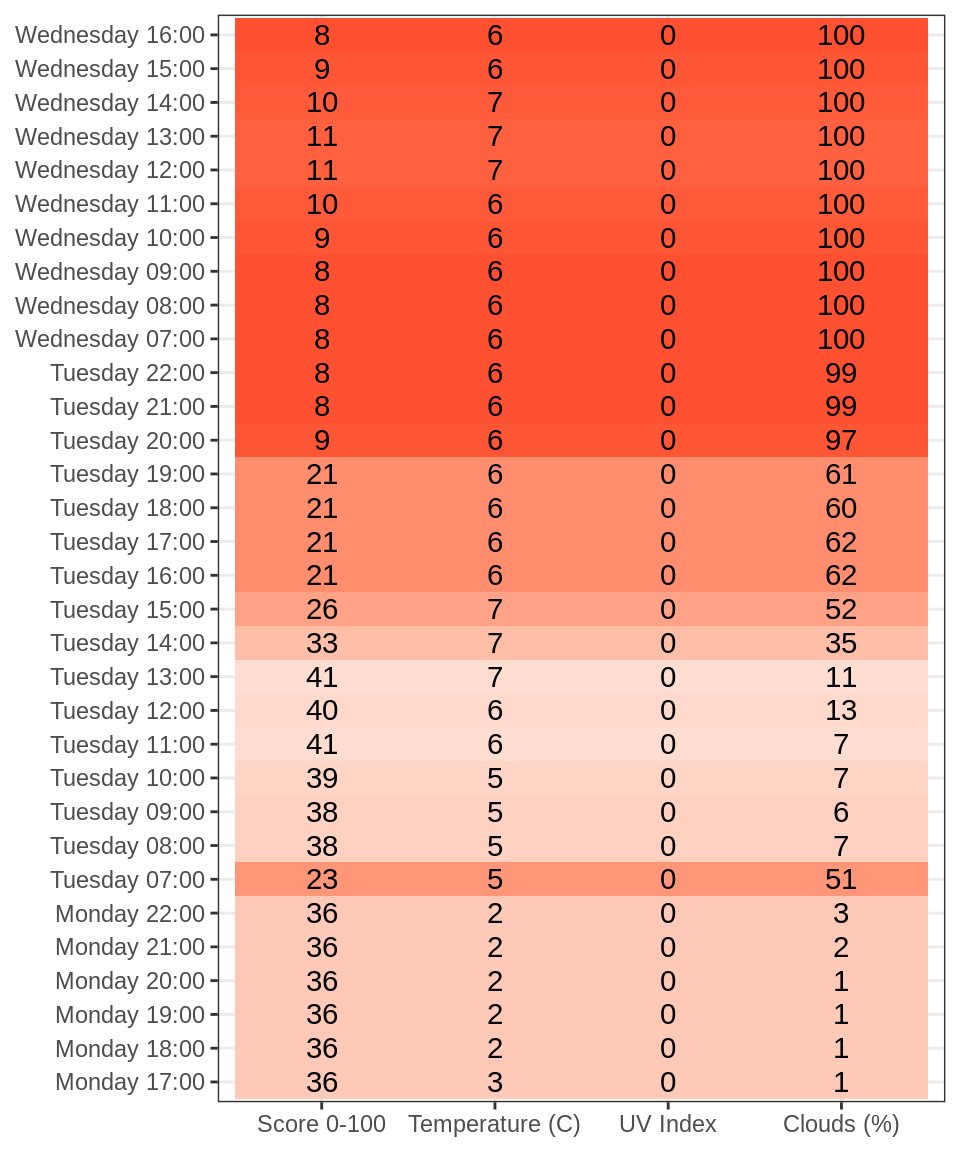 Wednesday 16:00 8 6 0 100
Wednesday 15:00 9 6 0 100
Wednesday 14:00 10 7 0 100
Wednesday 13:00 11 7 0 100
Wednesday 12:00 11 7 0 100
Wednesday 11:00 10 6 0 100
Wednesday 10:00 9 6 0 100
Wednesday 09:00 8 6 0 100
Wednesday 08:00 8 6 0 100
Wednesday 07:00 8 6 0 100
Tuesday 22:00 8 6 0 99
Tuesday 21:00 8 6 0 99
Tuesday 20:00 9 6 0 97
Tuesday 19:00 21 6 0 61
Tuesday 18:00 21 6 0 60
Tuesday 17:00 21 6 0 62
Tuesday 16:00 21 6 0 62
Tuesday 15:00 26 7 0 52
Tuesday 14:00 33 7 0 35
Tuesday 13:00 41 7 0 11
Tuesday 12:00 40 6 0 13
Tuesday 11:00 41 6 0 7
Tuesday 10:00 39 5 0 7
Tuesday 09:00 38 5 0 6
Tuesday 08:00 38 5 0 7
Tuesday 07:00 23 5 0 51
Monday 22:00 36 2 0 3
Monday 21:00 36 2 0 2
Monday 20:00 36 2 0 1
Monday 19:00 36 2 0 1
Monday 18:00 36 2 0 1
Monday 17:00 36 3 0 1
Score 0-100 Temperature (C) UV Index Clouds (%)